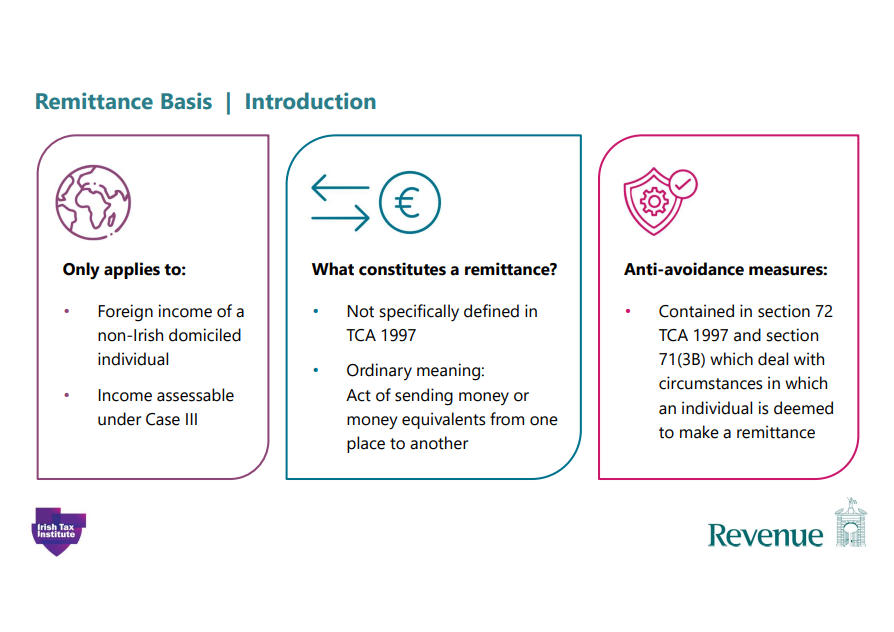 Remittance Basis | Introduction
Only applies to:
• Foreign income of a
non-Irish domiciled
individual
• Income assessable
under Case III
€
What constitutes a remittance?
• Not specifically defined in
TCA 1997
• Ordinary meaning:
Act of sending money or
money equivalents from one
place to another
Anti-avoidance measures:
• Contained in section 72
TCA 1997 and section
71(3B) which deal with
circumstances in which
an individual is deemed
to make a remittance
Irish Tax
Institute
Revenue